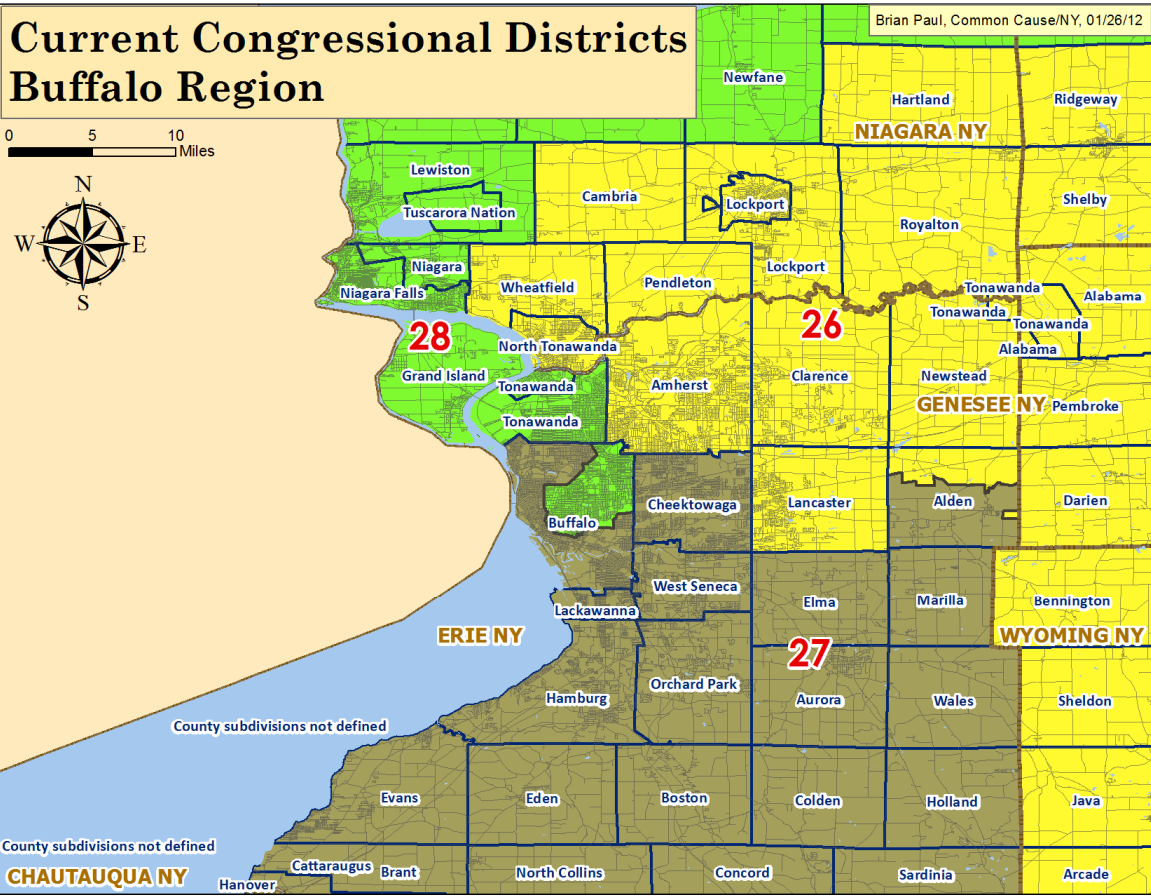 Current Congressional Districts
Buffalo Region
Brian Paul, Common Cause/NY, 01/26/12
0 5 10
Miles
N
W E
S
Newfane
Hartland
Ridgeway
NIAGARA NY
Lewiston
Cambria
Lockport
Shelby
Tuscarora Nation
Royalton
Niagara
Lockport
Niagara Falls
Wheatfield
Pendleton
Tonawanda
Alabama
Tonawanda
Tonawanda
28
26
North Tonawanda
Alabama
Grand Island
Tonawanda
Amherst
Clarence
Newstead
GENESEE NY
Pembroke
Tonawanda
Buffalo
Cheektowaga
Lancaster
Alden
Darien
West Seneca
Elma
Marilla
Bennington
Lackawanna
ERIE NY
WYOMING NY
27
Hamburg
Orchard Park
Aurora
Wales
Sheldon
County subdivisions not defined
Evans
Eden
Boston
Colden
Holland
Java
County subdivisions not defined
CHAUTAUQUA NY
Hanover
Cattaraugus
Brant
North Collins
Concord
Sardinia
Arcade